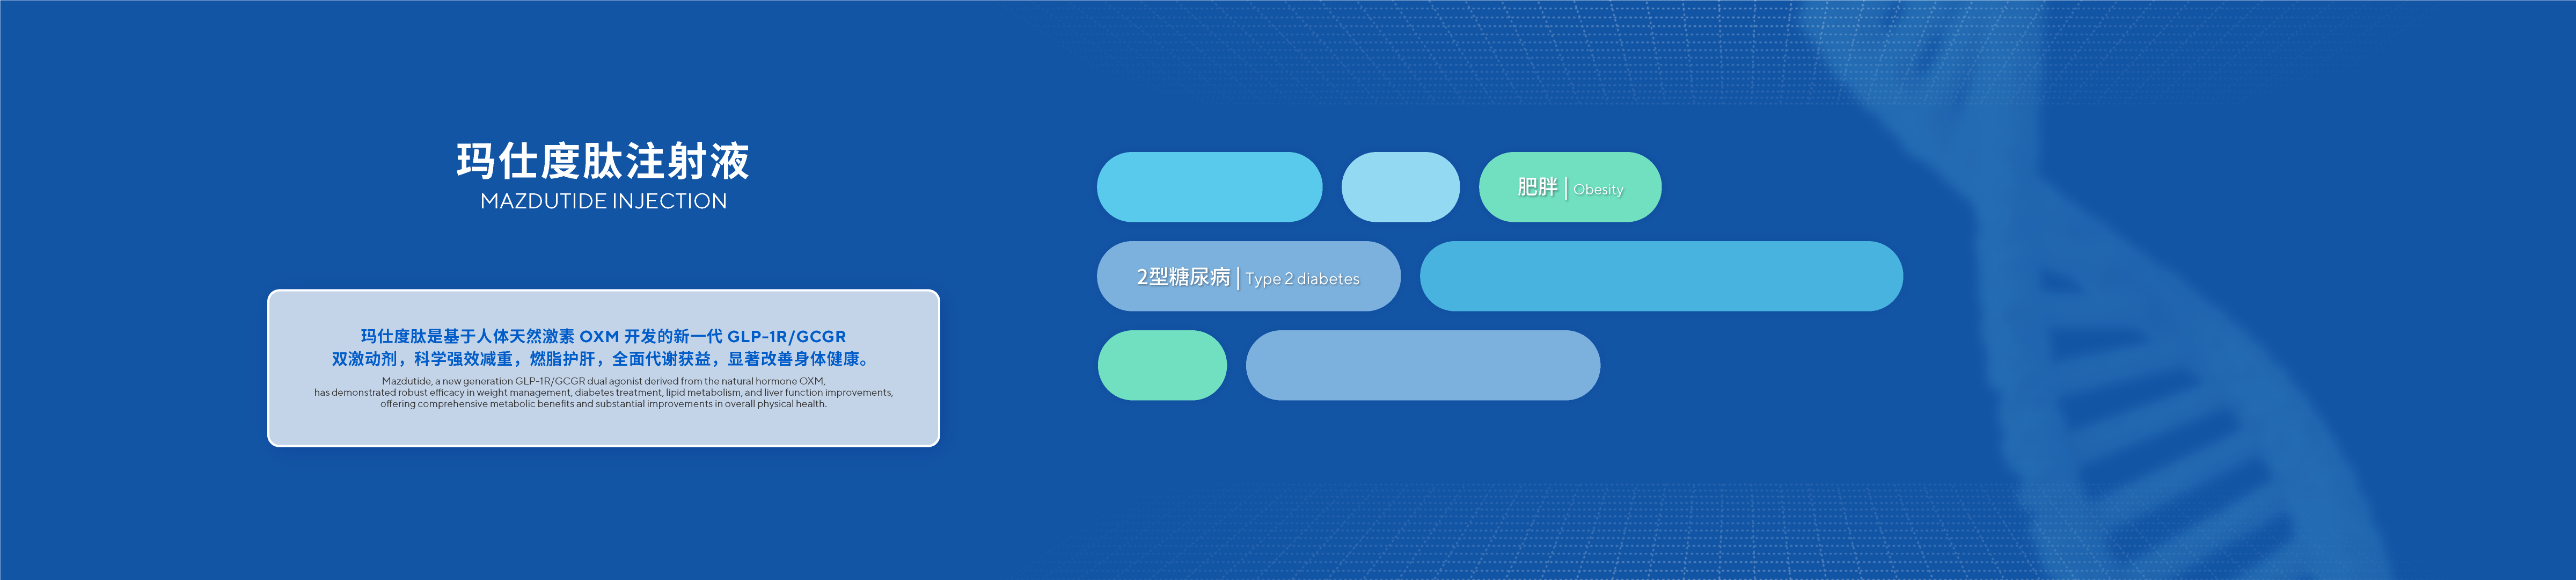 玛仕度肽注射液
MAZDUTIDE INJECTION
玛仕度肽是基于人体天然激素 OXM 开发的新一代 GLP-1R/GCGR
双激动剂，科学强效减重，燃脂护肝，全面代谢获益，显著改善身体健康。
Mazdutide, a new generation GLP-1R/GCGR dual agonist derived from the natural hormone OXM,
has demonstrated robust efficacy in weight management, diabetes treatment, lipid metabolism, and liver function improvements,
offering comprehensive metabolic benefits and substantial improvements in overall physical health.
肥胖 | Obesity
2型糖尿病 | Type 2 diabetes